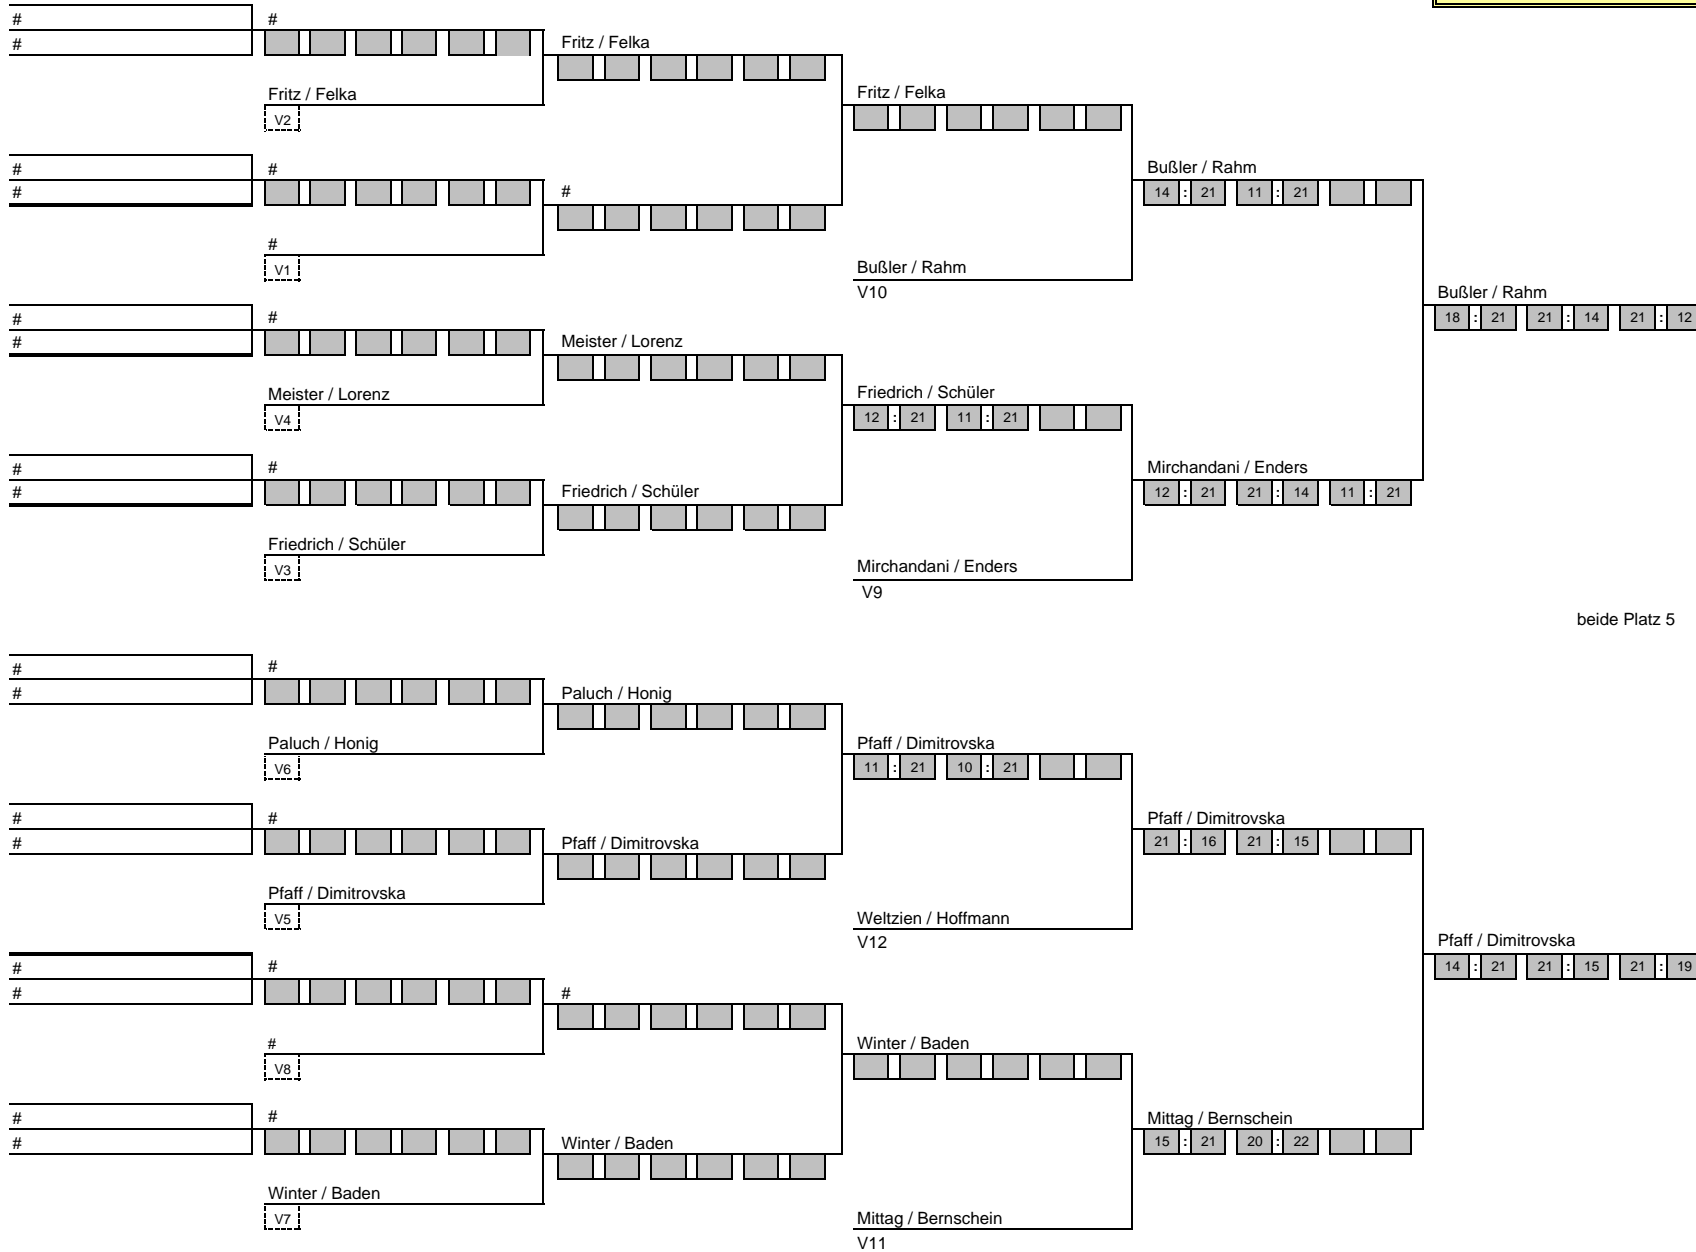 # #
# Fritz / Felka
Fritz / Felka Fritz / Felka
V2
# # Bußler / Rahm
# # 14 : 21 11 : 21
#
V1 Bußler / Rahm
V10 Bußler / Rahm
# # 18 : 21 21 : 14 21 : 12
# Meister / Lorenz
Meister / Lorenz Friedrich / Schüler
V4 12 : 21 11 : 21
# # Mirchandani / Enders
# Friedrich / Schüler 12 : 21 21 : 14 11 : 21
Friedrich / Schüler
V3 Mirchandani / Enders
V9
beide Platz 5
# #
# Paluch / Honig
Paluch / Honig Pfaff / Dimitrovska
V6 11 : 21 10 : 21
# # Pfaff / Dimitrovska
# Pfaff / Dimitrovska 21 : 16 21 : 15
Pfaff / Dimitrovska
V5 Weltzien / Hoffmann
V12 Pfaff / Dimitrovska
# # 14 : 21 21 : 15 21 : 19
# #
# Winter / Baden
V8
# # Mittag / Bernschein
# Winter / Baden 15 : 21 20 : 22
Winter / Baden
V7 Mittag / Bernschein
V11